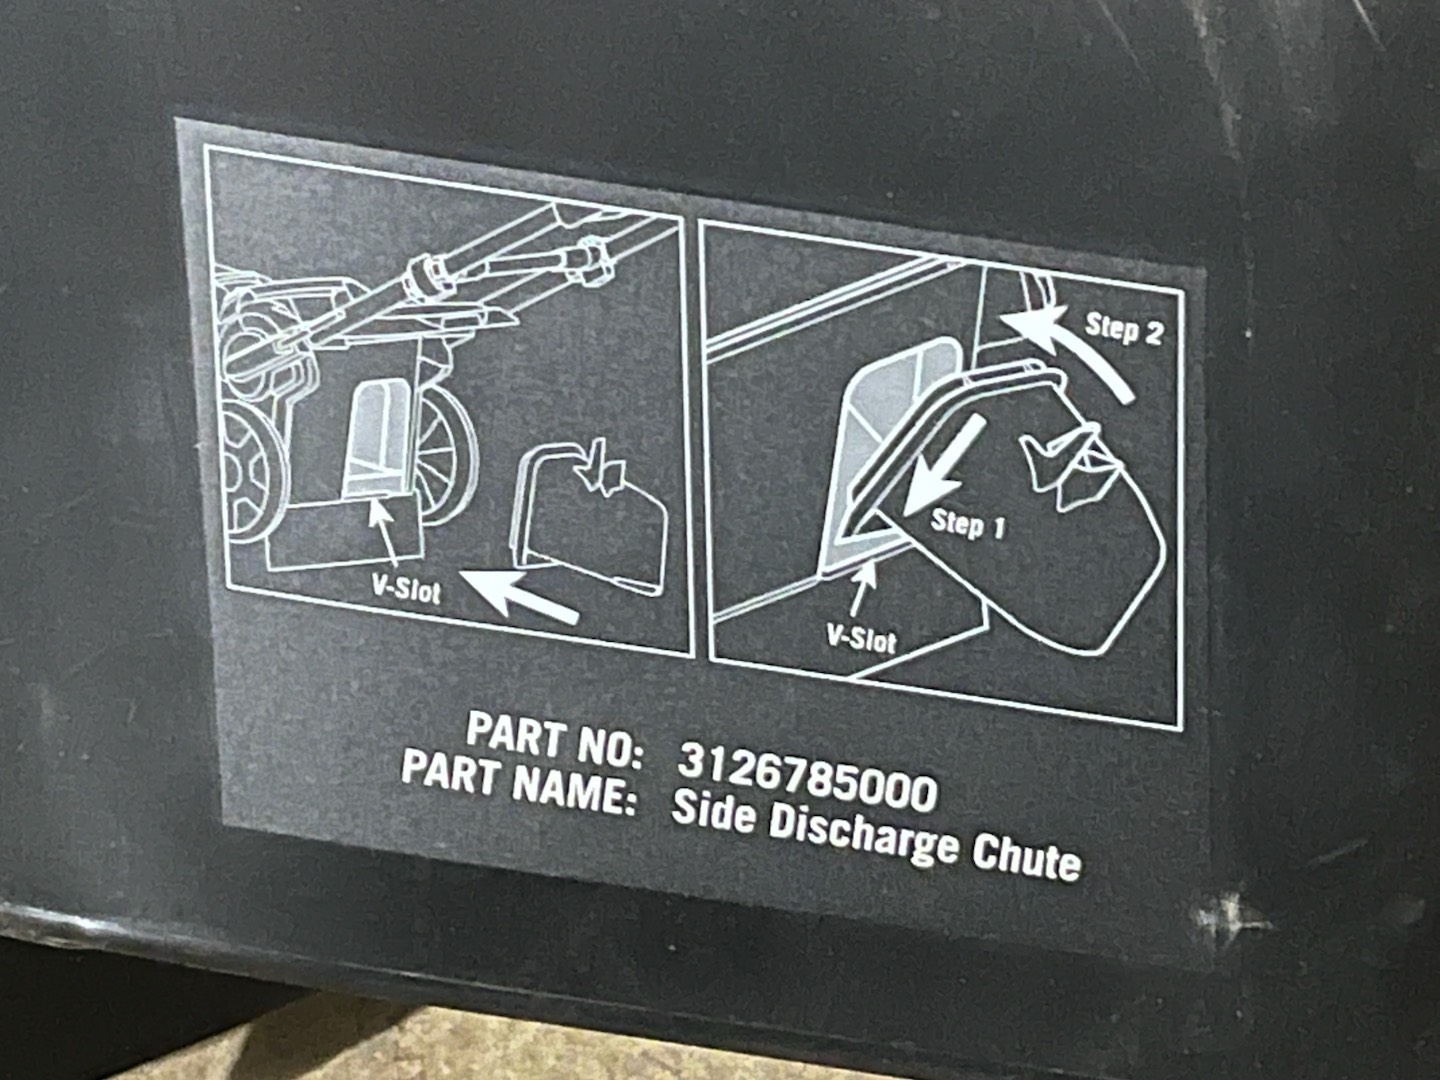 V-Slot
Step 2
Step 1
V-Slot
PART NO: 3126785000
PART NAME: Side Discharge Chute